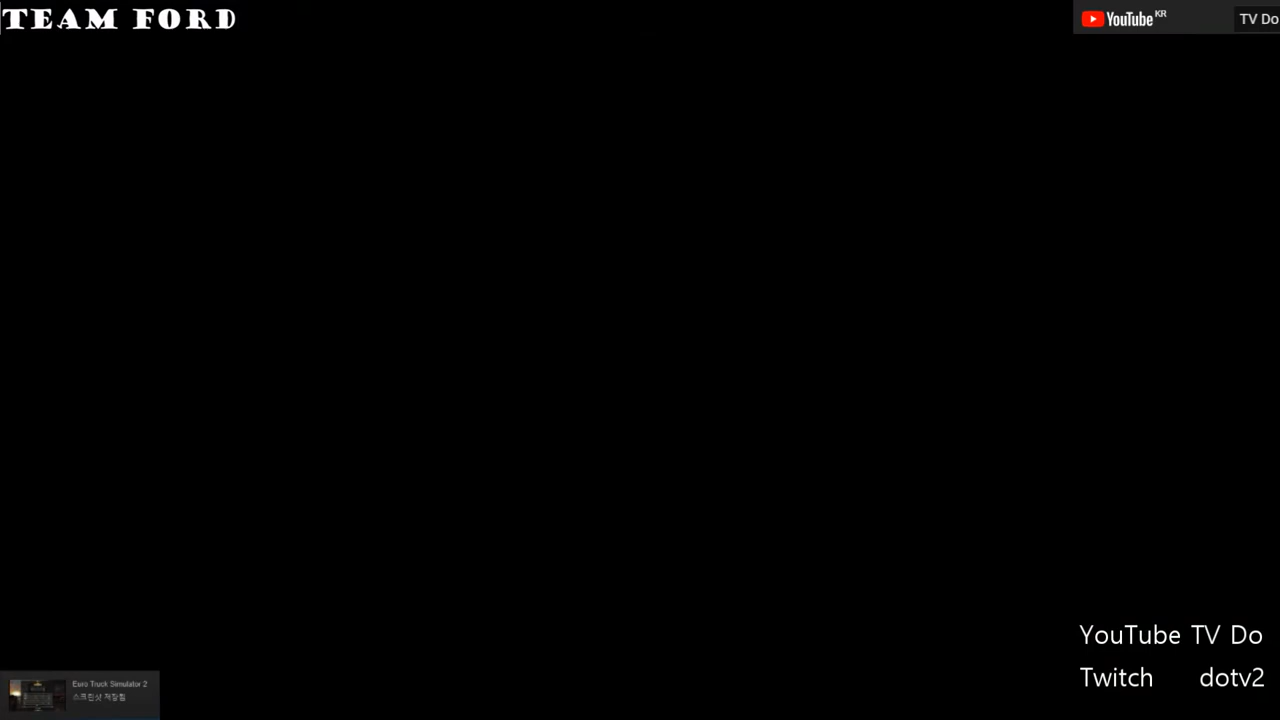 TEAM FORD
YouTube KR
TV Do
YouTube TV Do
Twitch dotv2
Euro Truck Simulator 2
스크린샷 저장됨